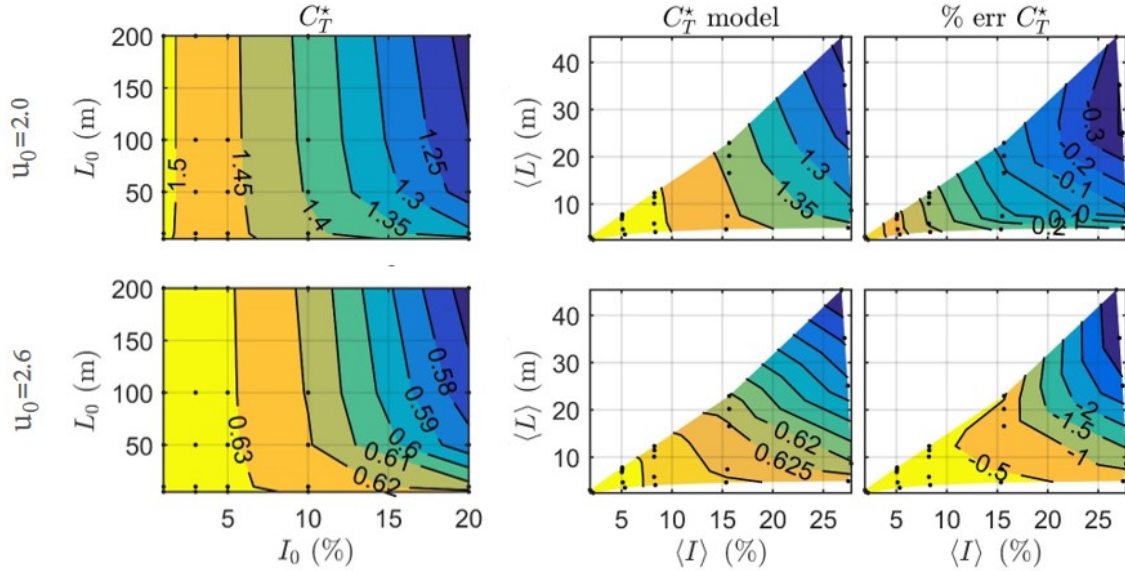 C_T^⋆
C_T^⋆ model
% err C_T^⋆
u₀=2.0
L₀ (m)
200
150
100
50
1.5
1.45
1.4
1.35
1.3
1.25
⟨L⟩ (m)
40
30
20
10
1.3
1.35
-0.3
-0.2
-0.1
0
0.2
u₀=2.6
L₀ (m)
200
150
100
50
0.63
0.62
0.61
0.6
0.59
0.58
5 10 15 20
I₀ (%)
⟨L⟩ (m)
40
30
20
10
0.62
0.625
5 10 15 20 25
⟨I⟩ (%)
-2
-1.5
-1
-0.5
5 10 15 20 25
⟨I⟩ (%)